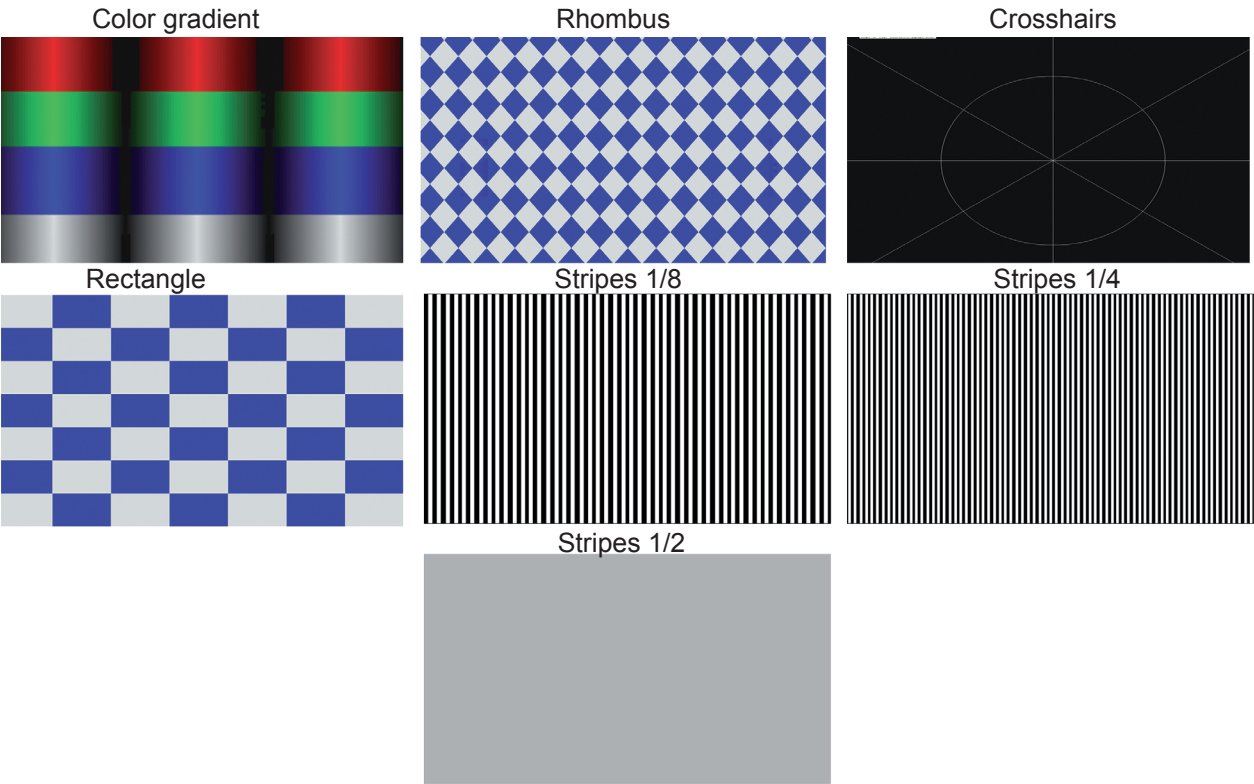 Color gradient
Rhombus
Crosshairs
Rectangle
Stripes 1/8
Stripes 1/4
Stripes 1/2